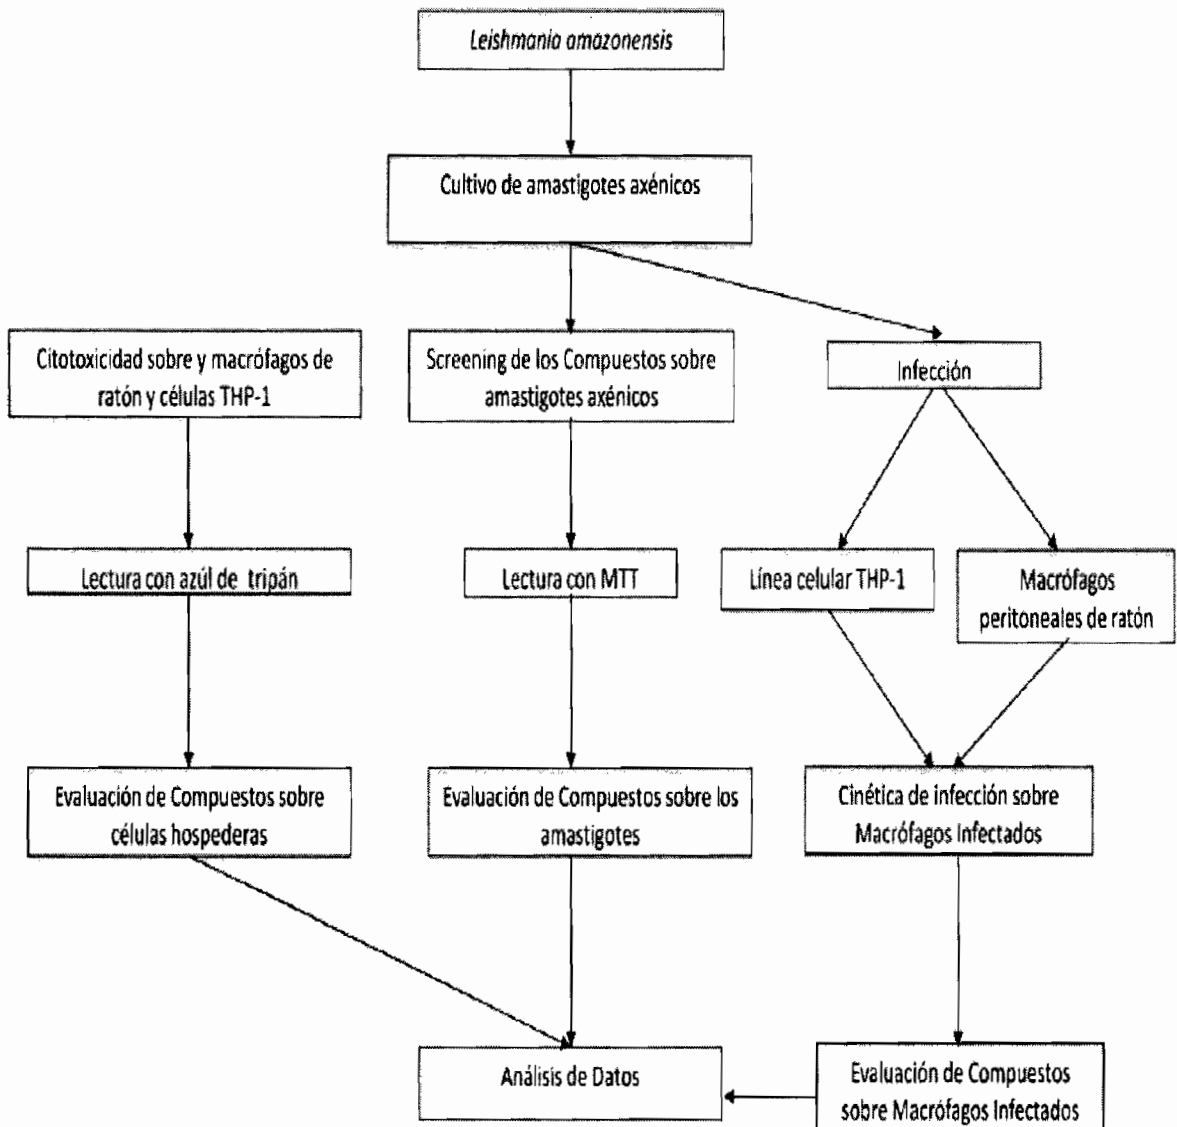 Leishmania amazonensis
Cultivo de amastigotes axénicos
Citotoxicidad sobre y macrófagos de
ratón y células THP-1
Screening de los Compuestos sobre
amastigotes axénicos
Infección
Lectura con azúl de tripán
Lectura con MTT
Línea celular THP-1
Macrófagos
peritoneales de ratón
Evaluación de Compuestos sobre
células hospederas
Evaluación de Compuestos sobre los
amastigotes
Cinética de infección sobre
Macrófagos Infectados
Análisis de Datos
Evaluación de Compuestos
sobre Macrófagos Infectados